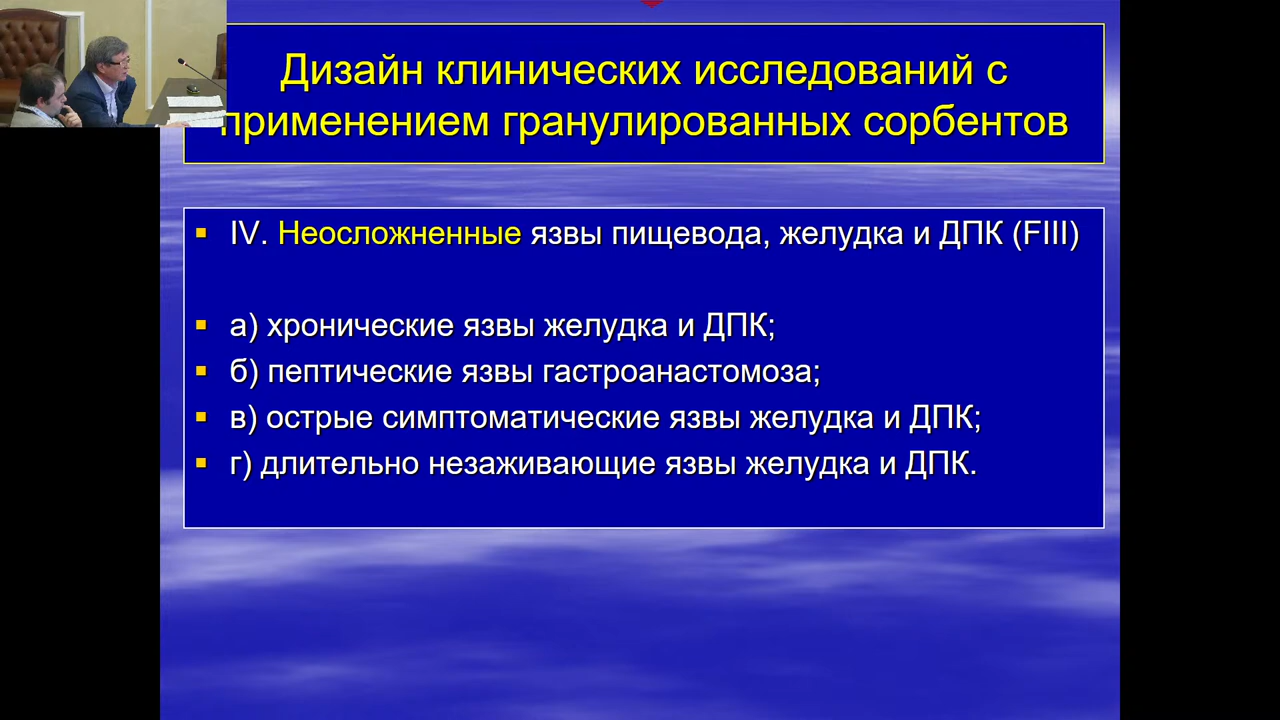 Дизайн клинических исследований с
применением гранулированных сорбентов
▪ IV. Неосложненные язвы пищевода, желудка и ДПК (FIII)
▪ а) хронические язвы желудка и ДПК;
▪ б) пептические язвы гастроанастомоза;
▪ в) острые симптоматические язвы желудка и ДПК;
▪ г) длительно незаживающие язвы желудка и ДПК.